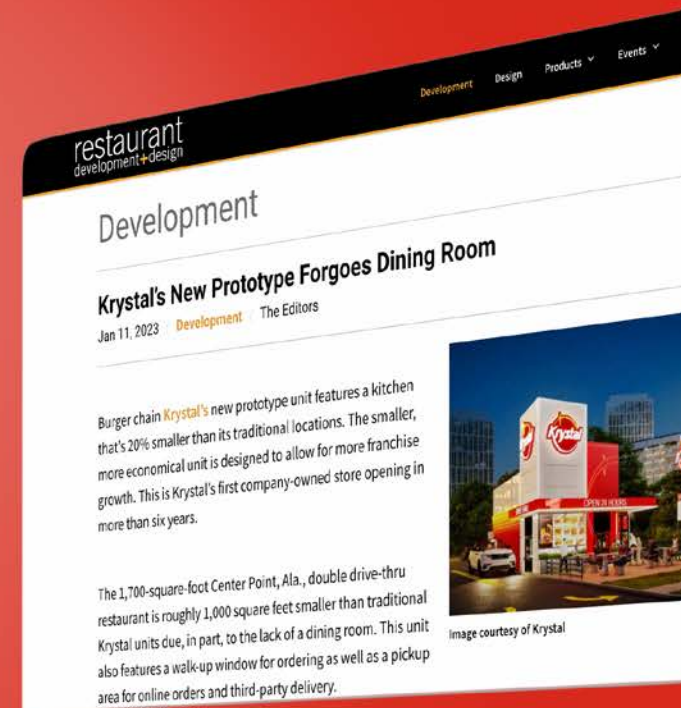 restaurant
development+design
Development
Design
Products
Events
Development
Krystal's New Prototype Forgoes Dining Room
Jan 11, 2023 Development The Editors
Burger chain Krystal's new prototype unit features a kitchen
that's 20% smaller than its traditional locations. The smaller,
more economical unit is designed to allow for more franchise
growth. This is Krystal's first company-owned store opening in
more than six years.
The 1,700-square-foot Center Point, Ala., double drive-thru
restaurant is roughly 1,000 square feet smaller than traditional
Krystal units due, in part, to the lack of a dining room. This unit
also features a walk-up window for ordering as well as a pickup
area for online orders and third-party delivery.
Krystal
OPEN 24 HOURS
Image courtesy of Krystal